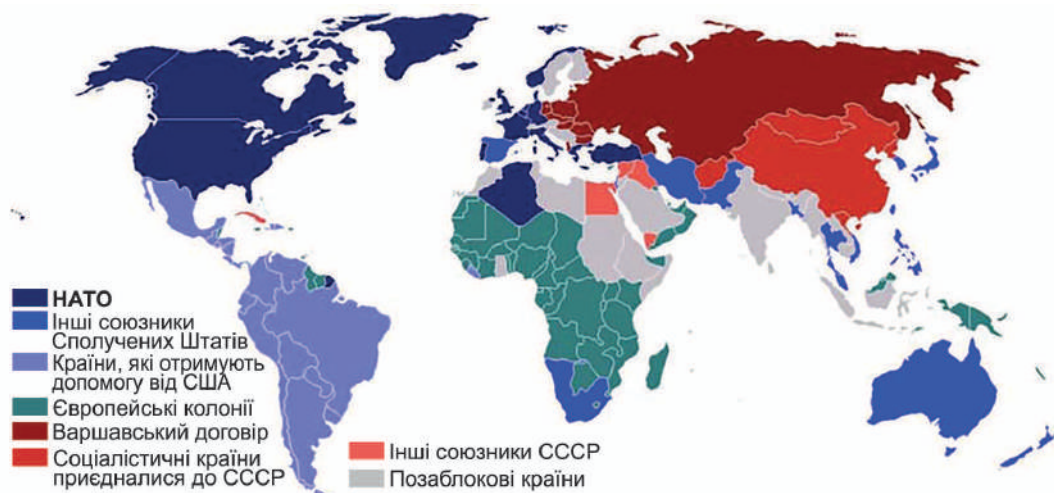 НАТО
Інші союзники
Сполучених Штатів
Країни, які отримують
допомогу від США
Європейські колонії
Варшавський договір
Соціалістичні країни
приєдналися до СССР
Інші союзники СССР
Позаблокові країни